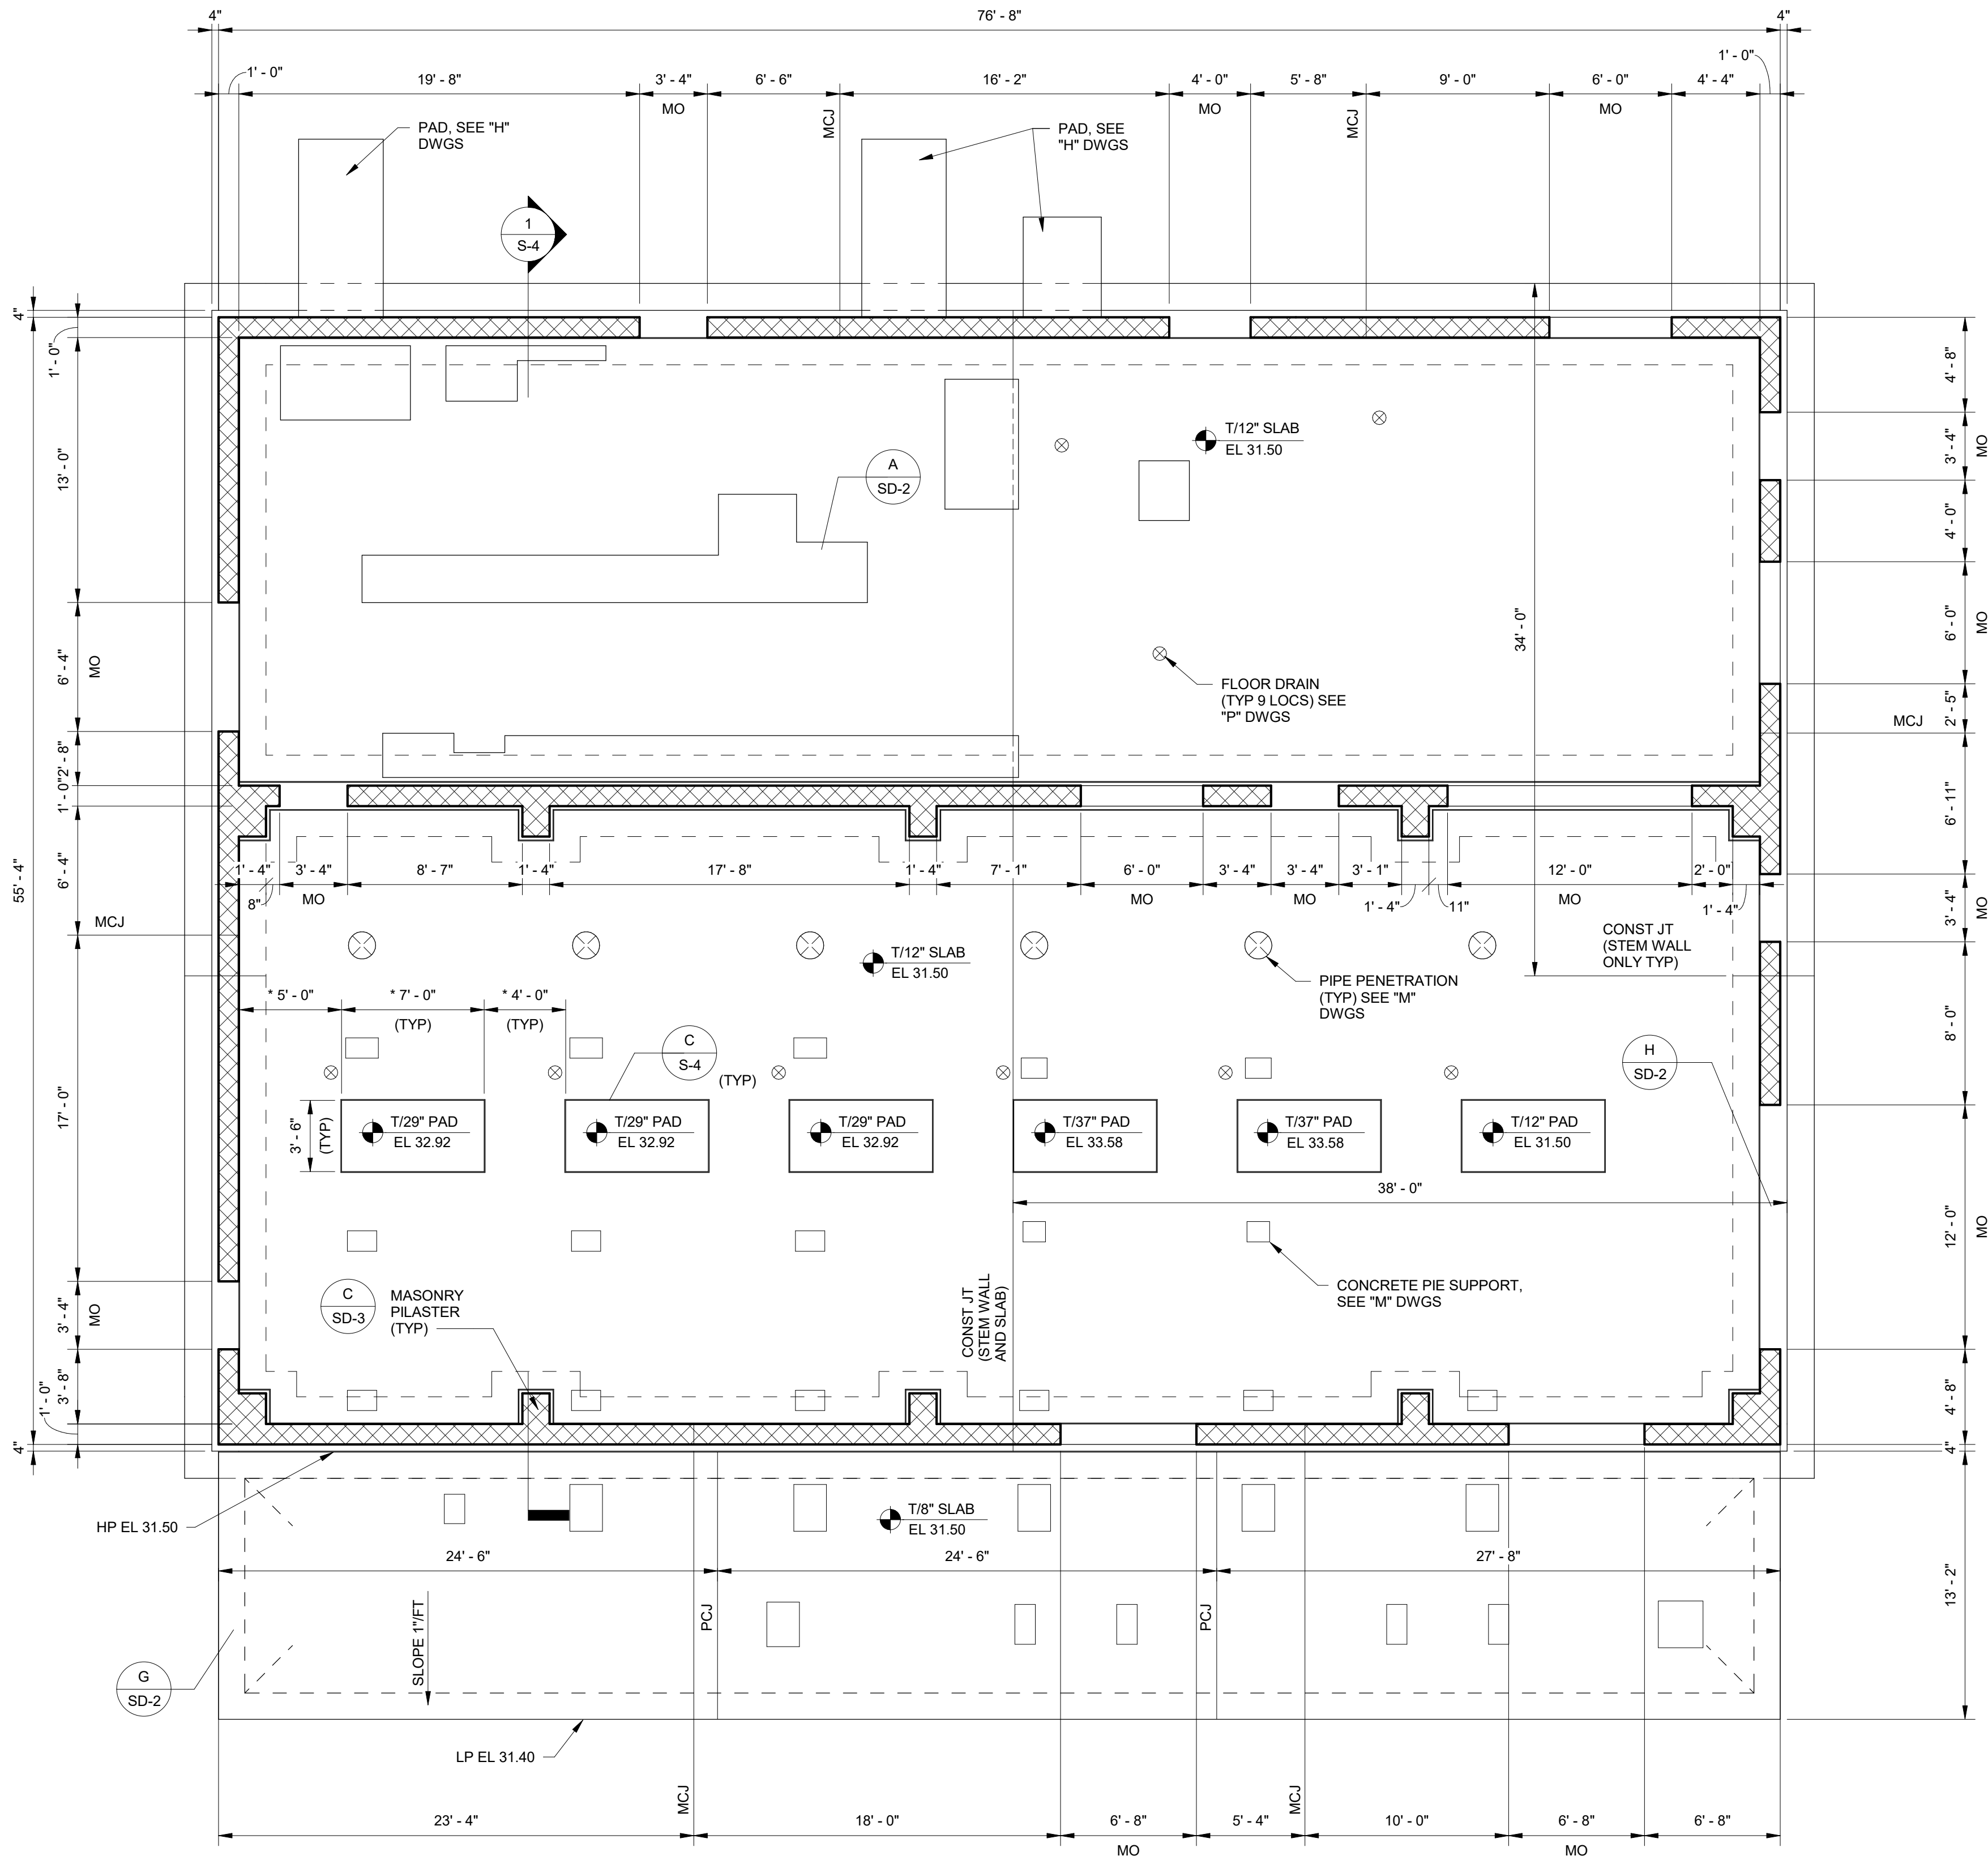 4"
76' - 8"
4"
1' - 0"
19' - 8"
3' - 4"
MO
6' - 6"
MCJ
16' - 2"
4' - 0"
MO
5' - 8"
MCJ
9' - 0"
6' - 0"
MO
4' - 4"
1' - 0"
PAD, SEE "H"
DWGS
PAD, SEE
"H" DWGS
1
S-4
4"
1' - 0"
13' - 0"
6' - 4"
MO
2' - 8"
1' - 0"
6' - 4"
MCJ
55' - 4"
17' - 0"
3' - 4"
MO
3' - 8"
1' - 0"
4"
T/12" SLAB
EL 31.50
A
SD-2
FLOOR DRAIN
(TYP 9 LOCS) SEE
"P" DWGS
34' - 0"
4' - 8"
3' - 4"
MO
4' - 0"
6' - 0"
MO
2' - 5"
MCJ
6' - 11"
3' - 4"
MO
8' - 0"
12' - 0"
MO
4' - 8"
4"
13' - 2"
1' - 4"
8"
3' - 4"
MO
8' - 7"
1' - 4"
17' - 8"
1' - 4"
7' - 1"
6' - 0"
MO
3' - 4"
3' - 4"
MO
3' - 1"
1' - 4"
11"
12' - 0"
MO
2' - 0"
1' - 4"
T/12" SLAB
EL 31.50
CONST JT
(STEM WALL
ONLY TYP)
PIPE PENETRATION
(TYP) SEE "M"
DWGS
* 5' - 0"
* 7' - 0"
(TYP)
* 4' - 0"
(TYP)
C
S-4
(TYP)
H
SD-2
3' - 6"
(TYP)
T/29" PAD
EL 32.92
T/29" PAD
EL 32.92
T/29" PAD
EL 32.92
T/37" PAD
EL 33.58
T/37" PAD
EL 33.58
T/12" PAD
EL 31.50
38' - 0"
C
SD-3
MASONRY
PILASTER
(TYP)
CONST JT
(STEM WALL
AND SLAB)
CONCRETE PIE SUPPORT,
SEE "M" DWGS
HP EL 31.50
T/8" SLAB
EL 31.50
24' - 6"
24' - 6"
27' - 8"
SLOPE 1"/FT
PCJ
PCJ
G
SD-2
LP EL 31.40
23' - 4"
MCJ
18' - 0"
6' - 8"
MO
5' - 4"
MCJ
10' - 0"
6' - 8"
MO
6' - 8"